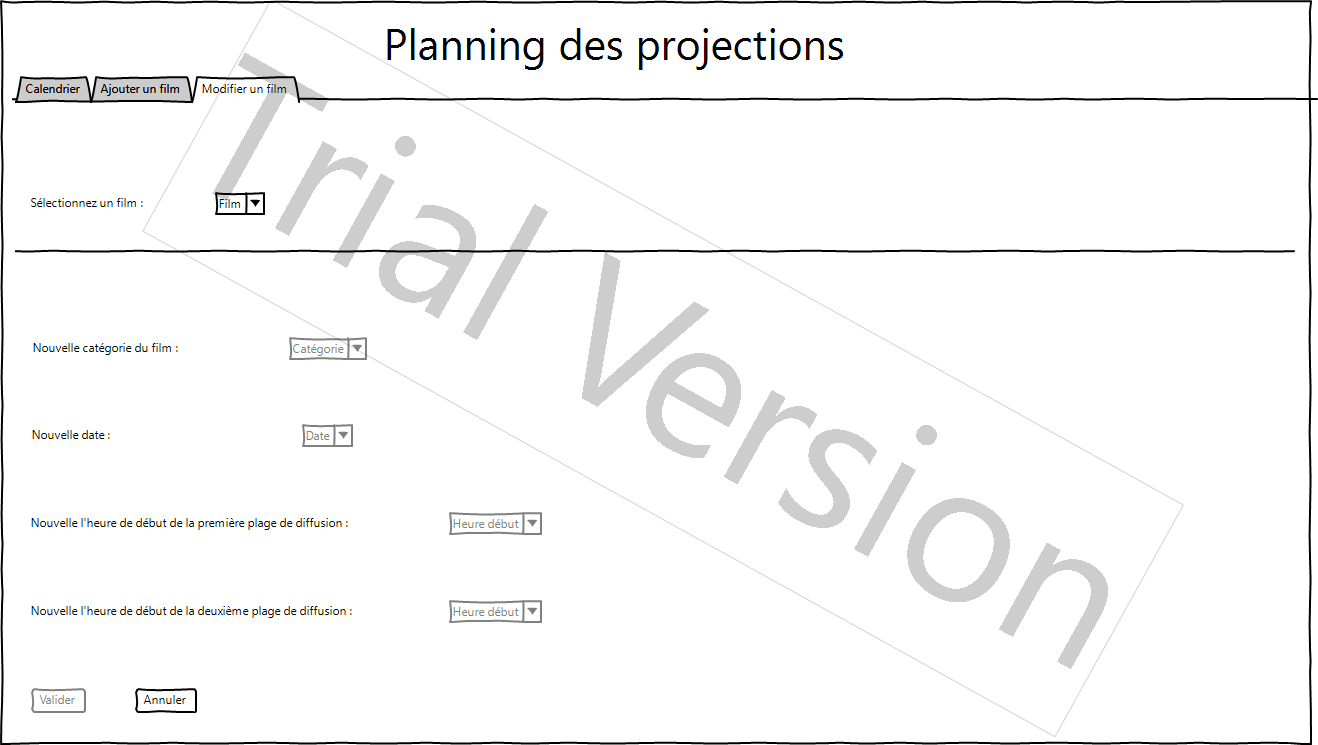 Planning des projections
Calendrier
Ajouter un film
Modifier un film
Sélectionnez un film :
Film
Nouvelle catégorie du film :
Catégorie
Nouvelle date :
Date
Nouvelle l'heure de début de la première plage de diffusion :
Heure début
Nouvelle l'heure de début de la deuxième plage de diffusion :
Heure début
Valider
Annuler
Trial Version